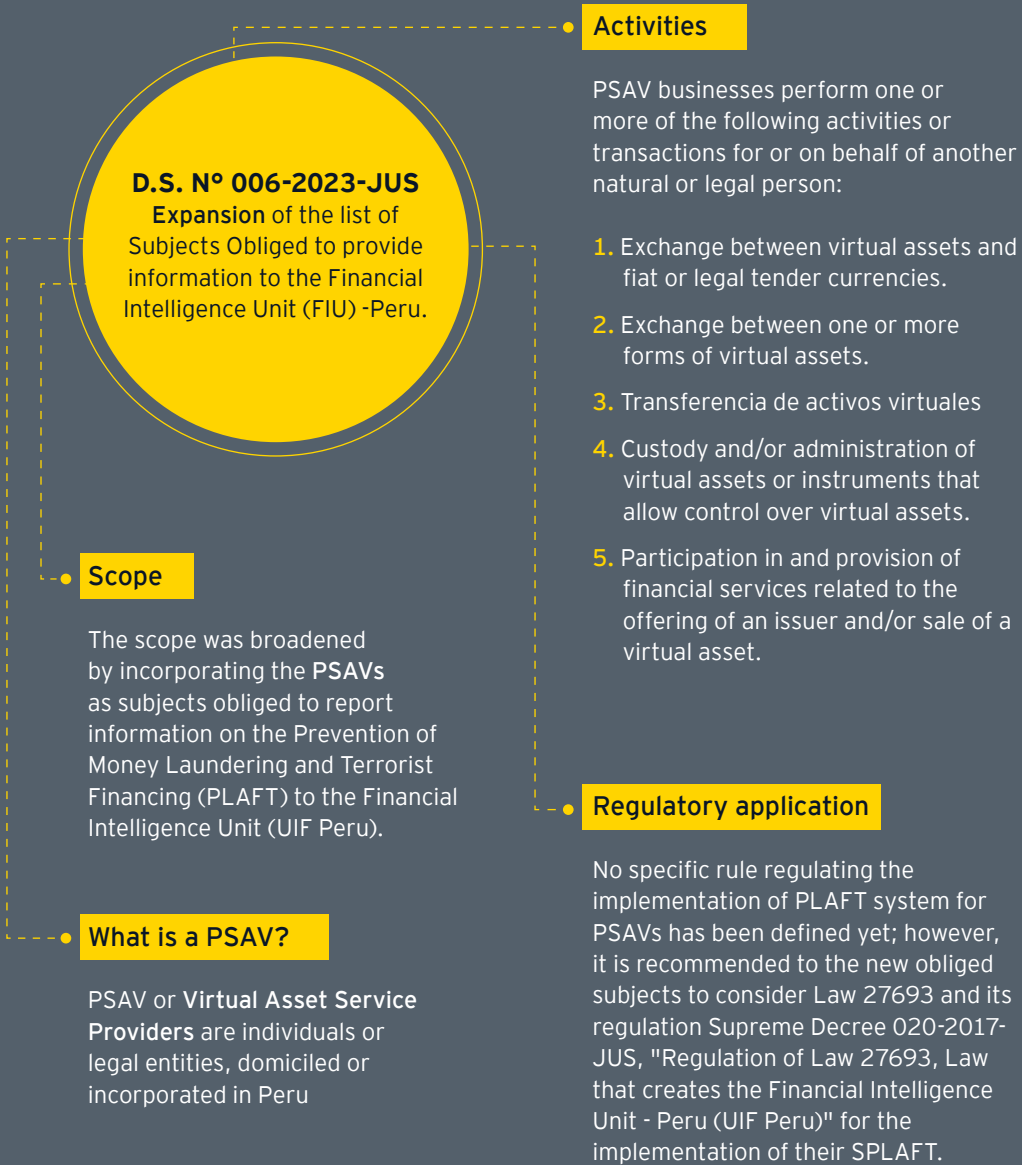 D.S. N° 006-2023-JUS
Expansion of the list of
Subjects Obliged to provide
information to the Financial
Intelligence Unit (FIU) -Peru.
Scope
The scope was broadened
by incorporating the PSAVs
as subjects obliged to report
information on the Prevention of
Money Laundering and Terrorist
Financing (PLAFT) to the Financial
Intelligence Unit (UIF Peru).
What is a PSAV?
PSAV or Virtual Asset Service
Providers are individuals or
legal entities, domiciled or
incorporated in Peru
Activities
PSAV businesses perform one or
more of the following activities or
transactions for or on behalf of another
natural or legal person:
1. Exchange between virtual assets and
fiat or legal tender currencies.
2. Exchange between one or more
forms of virtual assets.
3. Transferencia de activos virtuales
4. Custody and/or administration of
virtual assets or instruments that
allow control over virtual assets.
5. Participation in and provision of
financial services related to the
offering of an issuer and/or sale of a
virtual asset.
Regulatory application
No specific rule regulating the
implementation of PLAFT system for
PSAVs has been defined yet; however,
it is recommended to the new obliged
subjects to consider Law 27693 and its
regulation Supreme Decree 020-2017-
JUS, "Regulation of Law 27693, Law
that creates the Financial Intelligence
Unit - Peru (UIF Peru)" for the
implementation of their SPLAFT.